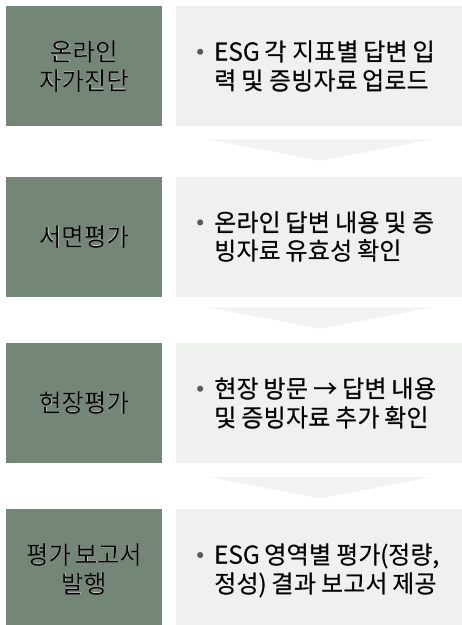 온라인
자가진단
• ESG 각 지표별 답변 입
력 및 증빙자료 업로드
서면평가
• 온라인 답변 내용 및 증
빙자료 유효성 확인
현장평가
• 현장 방문 → 답변 내용
및 증빙자료 추가 확인
평가 보고서
발행
• ESG 영역별 평가(정량,
정성) 결과 보고서 제공